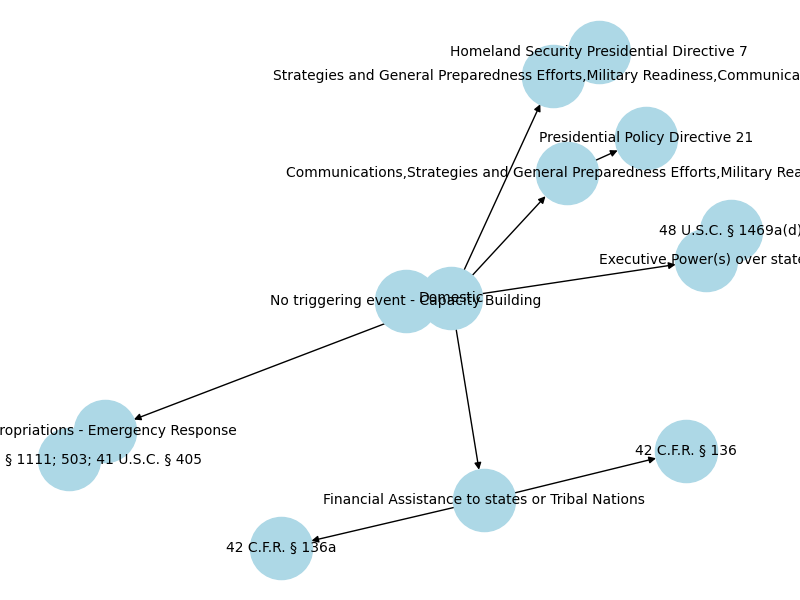 Homeland Security Presidential Directive 7
Strategies and General Preparedness Efforts,Military Readiness,Communica
Presidential Policy Directive 21
Communications,Strategies and General Preparedness Efforts,Military Rea
48 U.S.C. § 1469a(d)
Executive Power(s) over state
Domestic
No triggering event - Capacity Building
ropriations - Emergency Response
§ 1111; 503; 41 U.S.C. § 405
42 C.F.R. § 136
Financial Assistance to states or Tribal Nations
42 C.F.R. § 136a